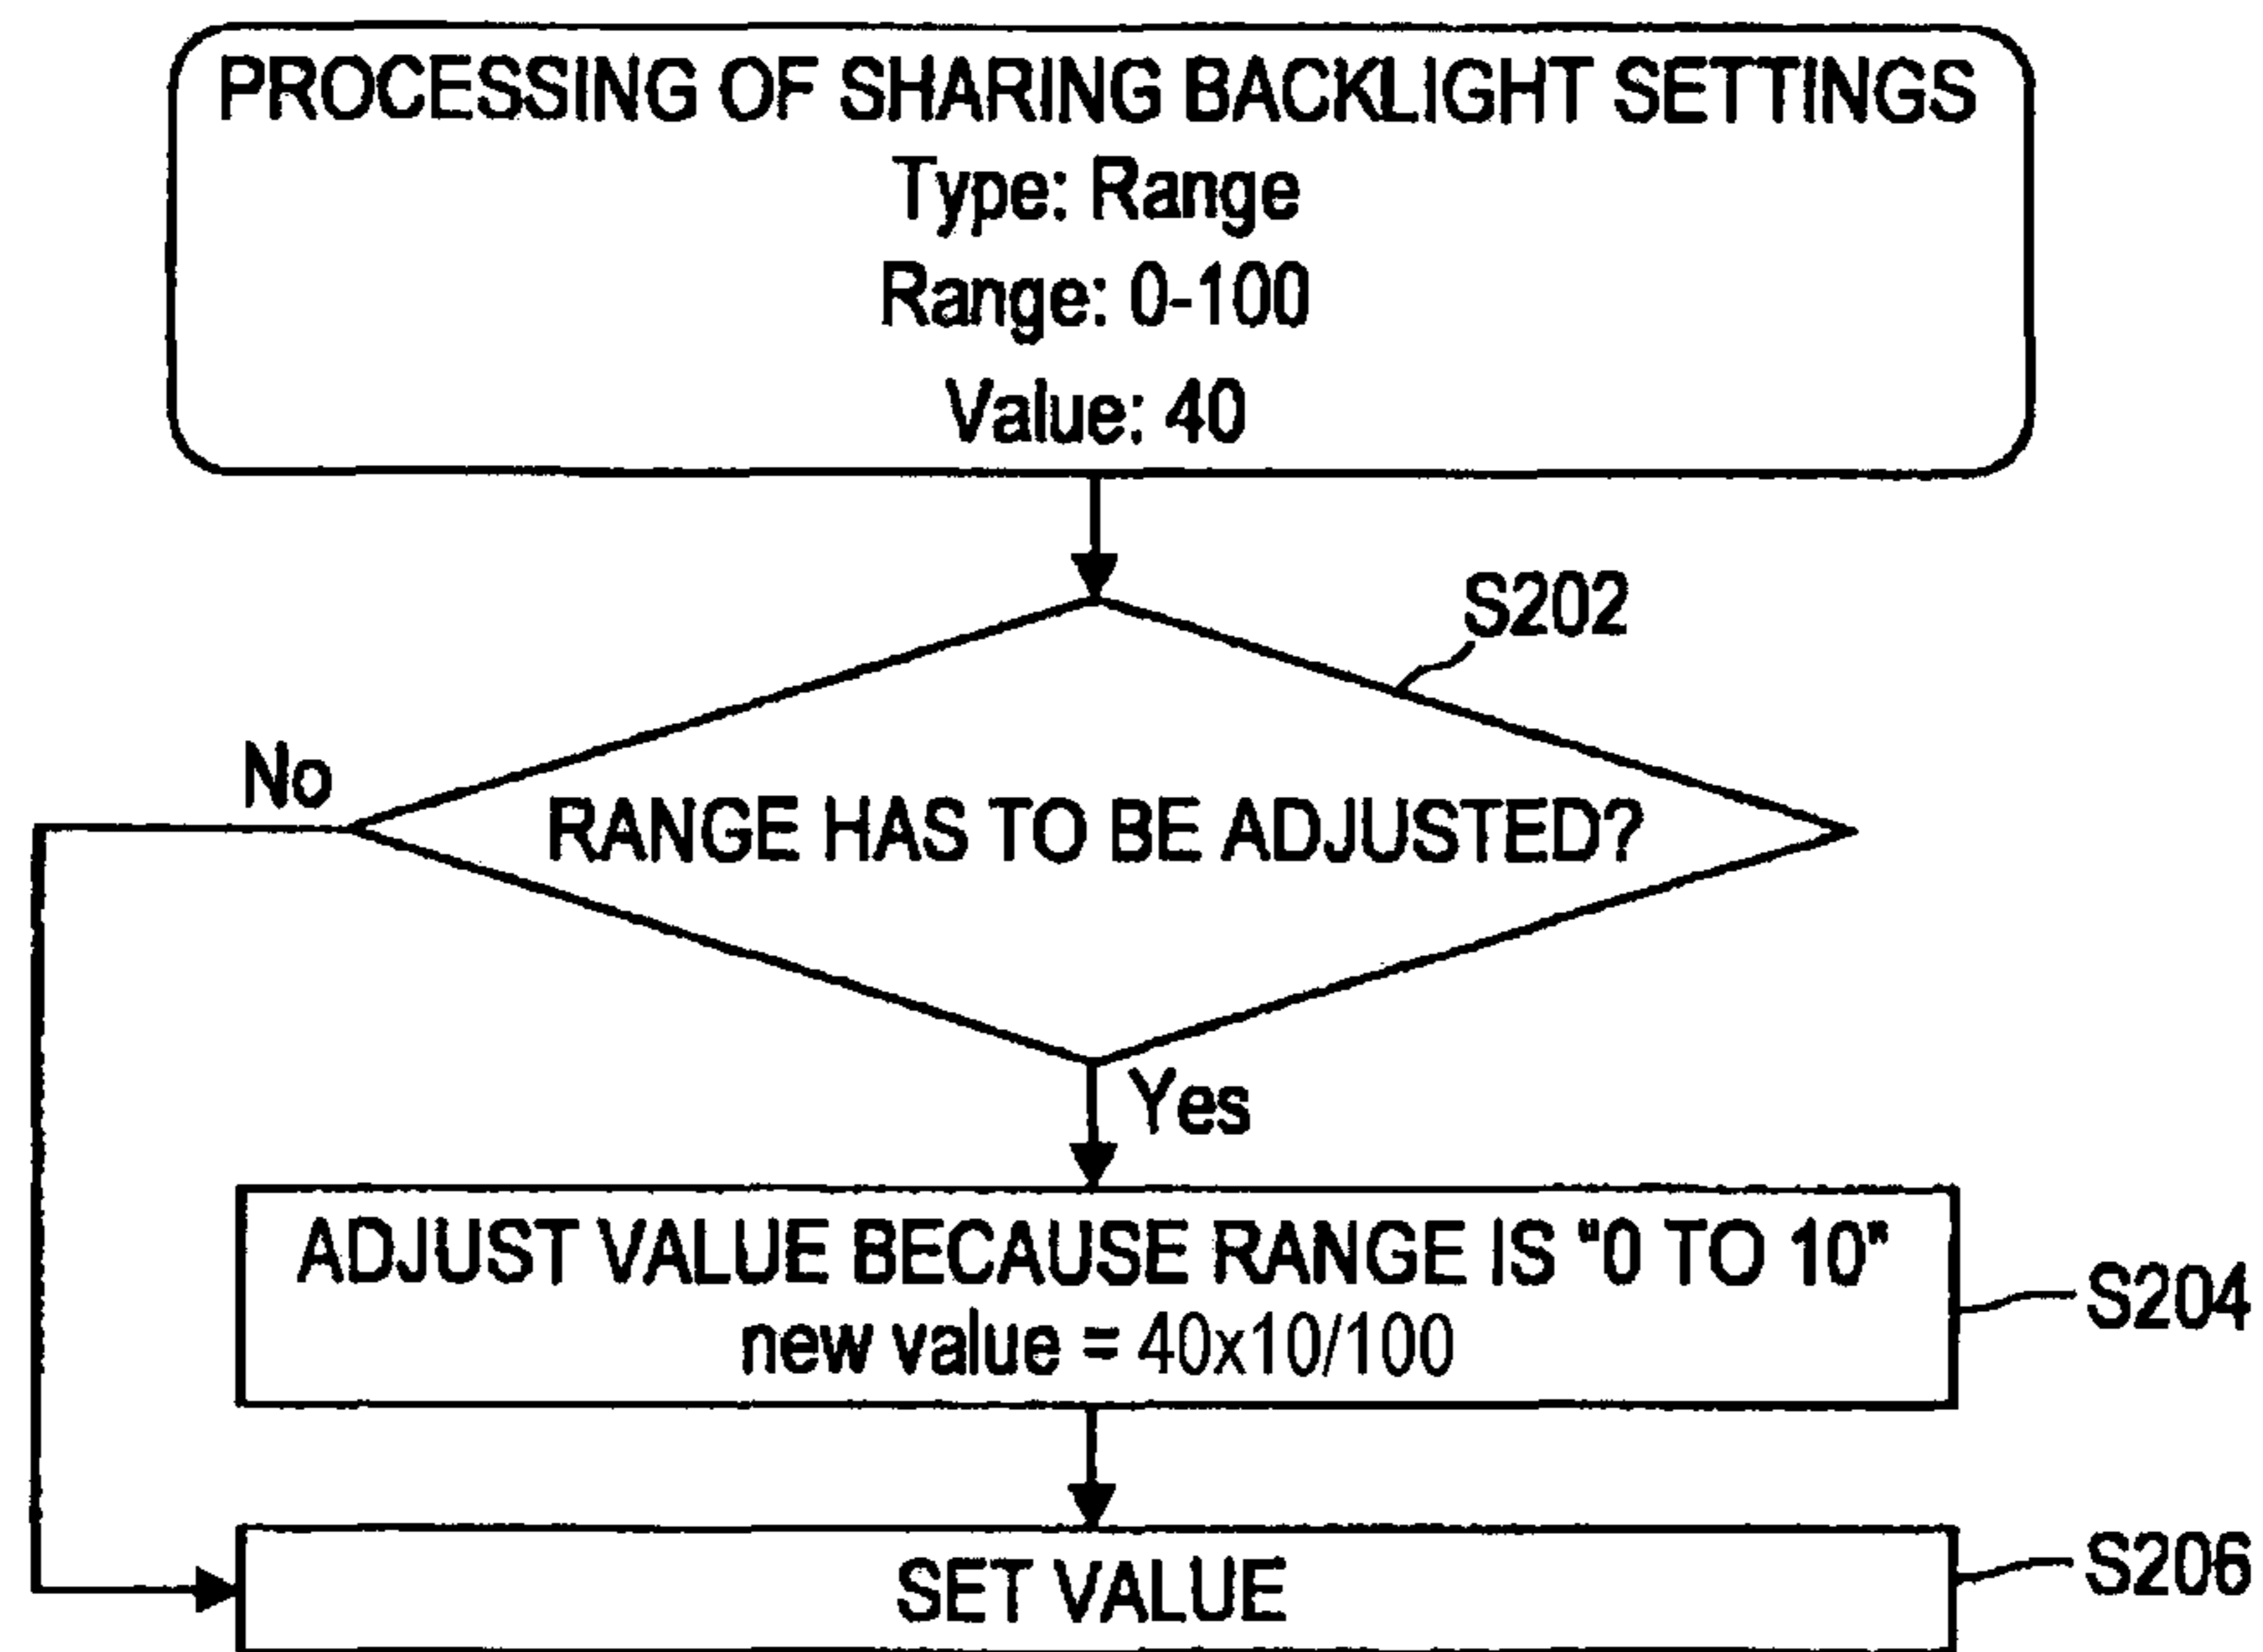 PROCESSING OF SHARING BACKLIGHT SETTINGS
Type: Range
Range: 0-100
Value: 40
S202
No
RANGE HAS TO BE ADJUSTED?
Yes
ADJUST VALUE BECAUSE RANGE IS "0 TO 10"
new value = 40x10/100
S204
SET VALUE
S206